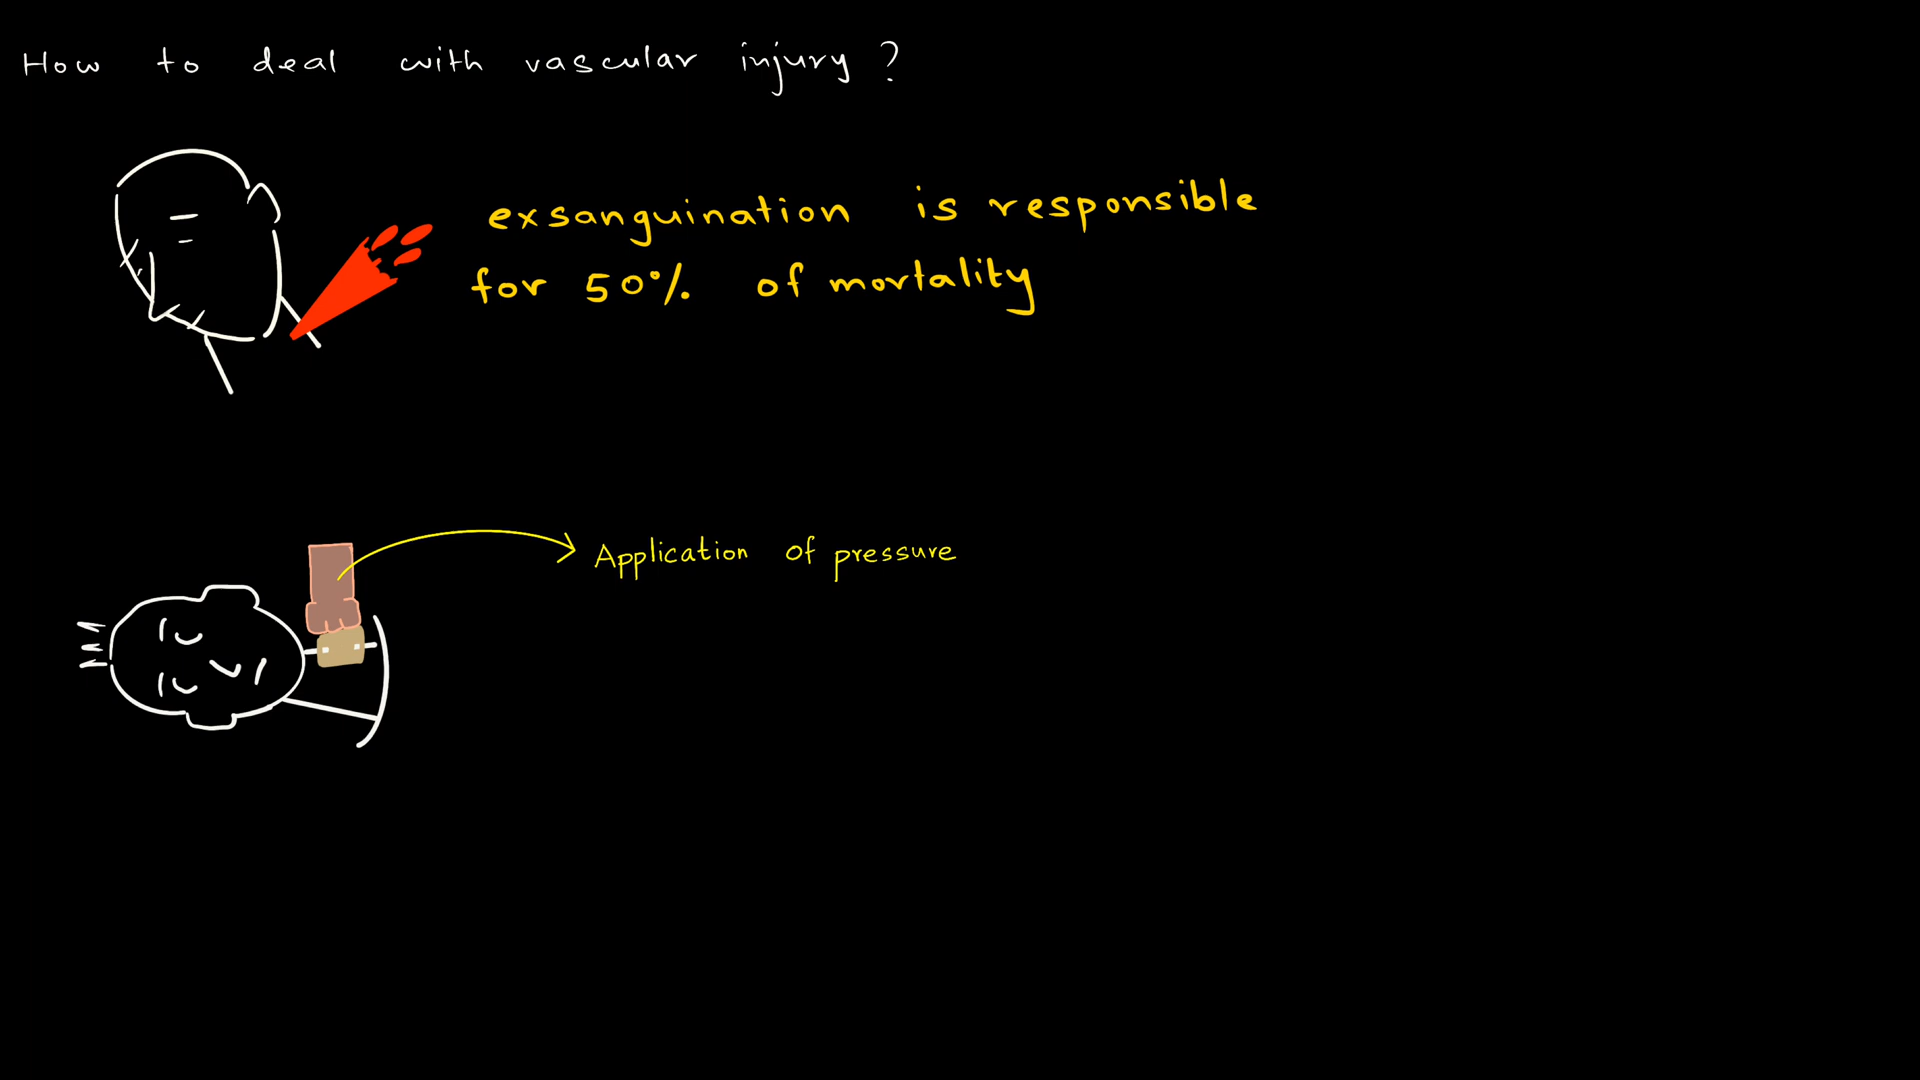 How to deal with vascular injury?
exsanguination is responsible
for 50% of mortality
Application of pressure